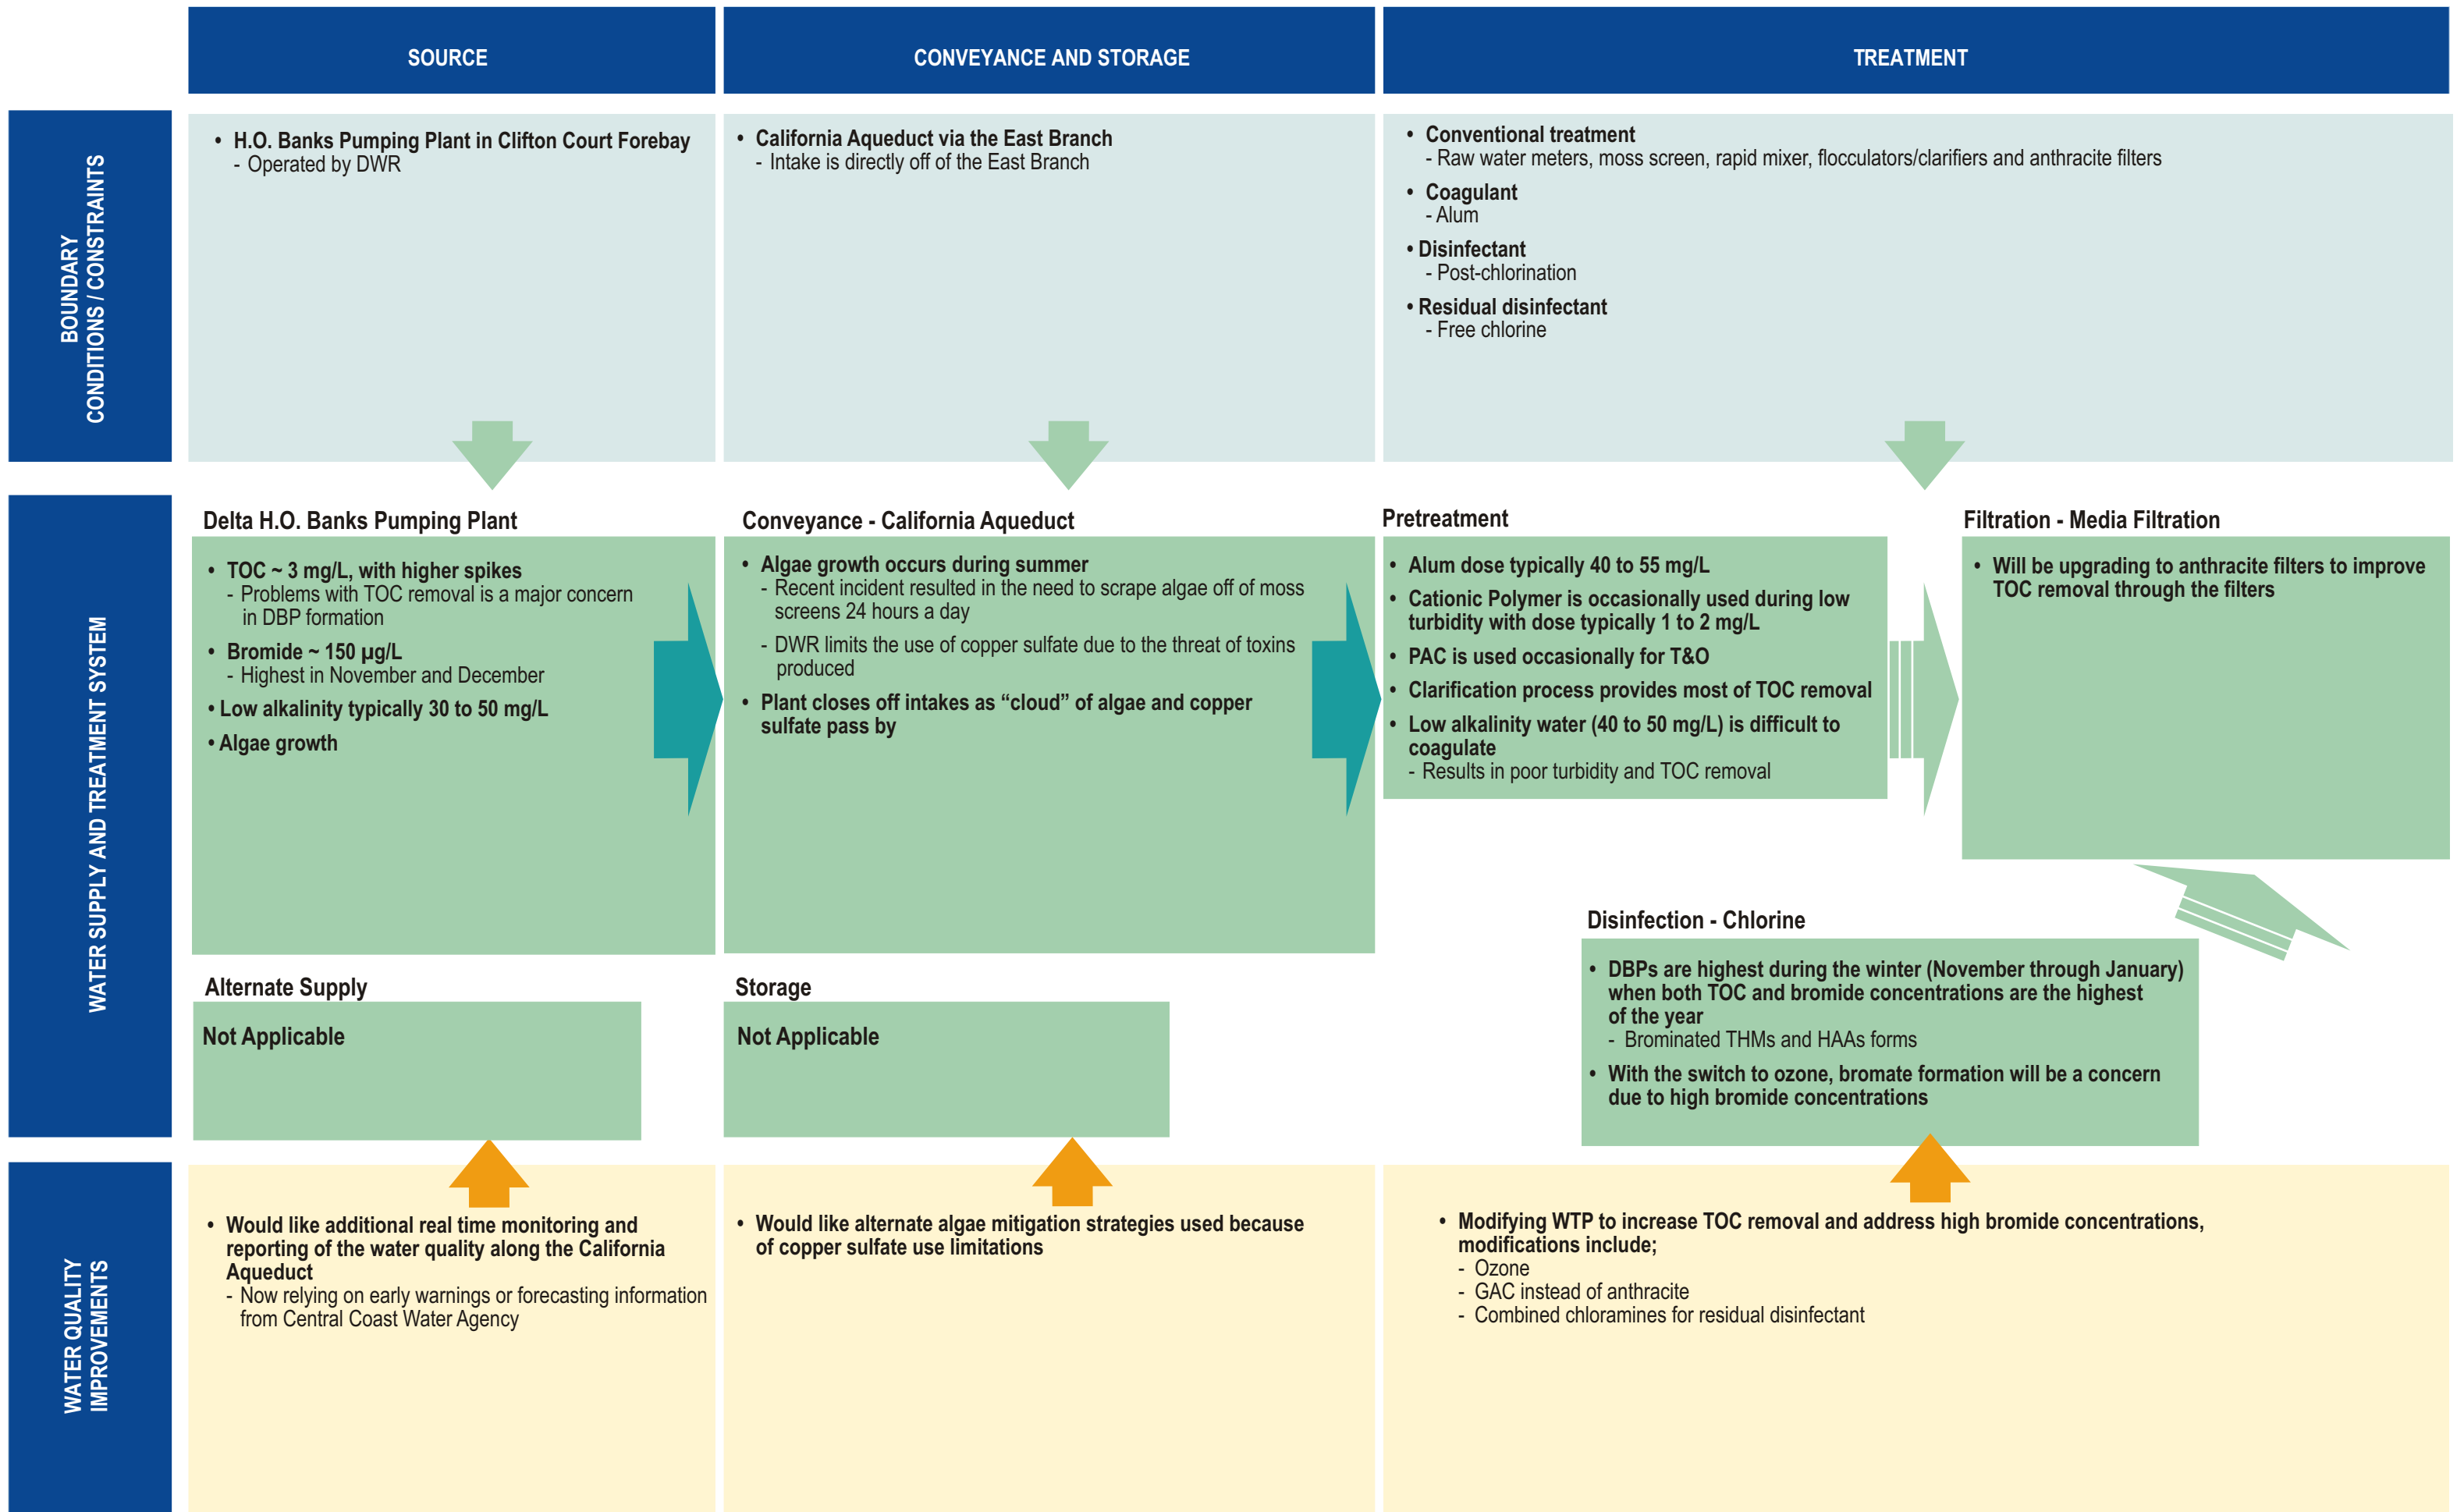 SOURCE
CONVEYANCE AND STORAGE
TREATMENT
BOUNDARY
CONDITIONS / CONSTRAINTS
• H.O. Banks Pumping Plant in Clifton Court Forebay
- Operated by DWR
• California Aqueduct via the East Branch
- Intake is directly off of the East Branch
• Conventional treatment
- Raw water meters, moss screen, rapid mixer, flocculators/clarifiers and anthracite filters
• Coagulant
- Alum
• Disinfectant
- Post-chlorination
• Residual disinfectant
- Free chlorine
WATER SUPPLY AND TREATMENT SYSTEM
Delta H.O. Banks Pumping Plant
• TOC ~ 3 mg/L, with higher spikes
- Problems with TOC removal is a major concern
in DBP formation
• Bromide ~ 150 µg/L
- Highest in November and December
• Low alkalinity typically 30 to 50 mg/L
• Algae growth
Conveyance - California Aqueduct
• Algae growth occurs during summer
- Recent incident resulted in the need to scrape algae off of moss
screens 24 hours a day
- DWR limits the use of copper sulfate due to the threat of toxins
produced
• Plant closes off intakes as “cloud” of algae and copper
sulfate pass by
Pretreatment
• Alum dose typically 40 to 55 mg/L
• Cationic Polymer is occasionally used during low
turbidity with dose typically 1 to 2 mg/L
• PAC is used occasionally for T&O
• Clarification process provides most of TOC removal
• Low alkalinity water (40 to 50 mg/L) is difficult to
coagulate
- Results in poor turbidity and TOC removal
Filtration - Media Filtration
• Will be upgrading to anthracite filters to improve
TOC removal through the filters
Disinfection - Chlorine
• DBPs are highest during the winter (November through January)
when both TOC and bromide concentrations are the highest
of the year
- Brominated THMs and HAAs forms
• With the switch to ozone, bromate formation will be a concern
due to high bromide concentrations
Alternate Supply
Not Applicable
Storage
Not Applicable
WATER QUALITY
IMPROVEMENTS
• Would like additional real time monitoring and
reporting of the water quality along the California
Aqueduct
- Now relying on early warnings or forecasting information
from Central Coast Water Agency
• Would like alternate algae mitigation strategies used because
of copper sulfate use limitations
• Modifying WTP to increase TOC removal and address high bromide concentrations,
modifications include;
- Ozone
- GAC instead of anthracite
- Combined chloramines for residual disinfectant